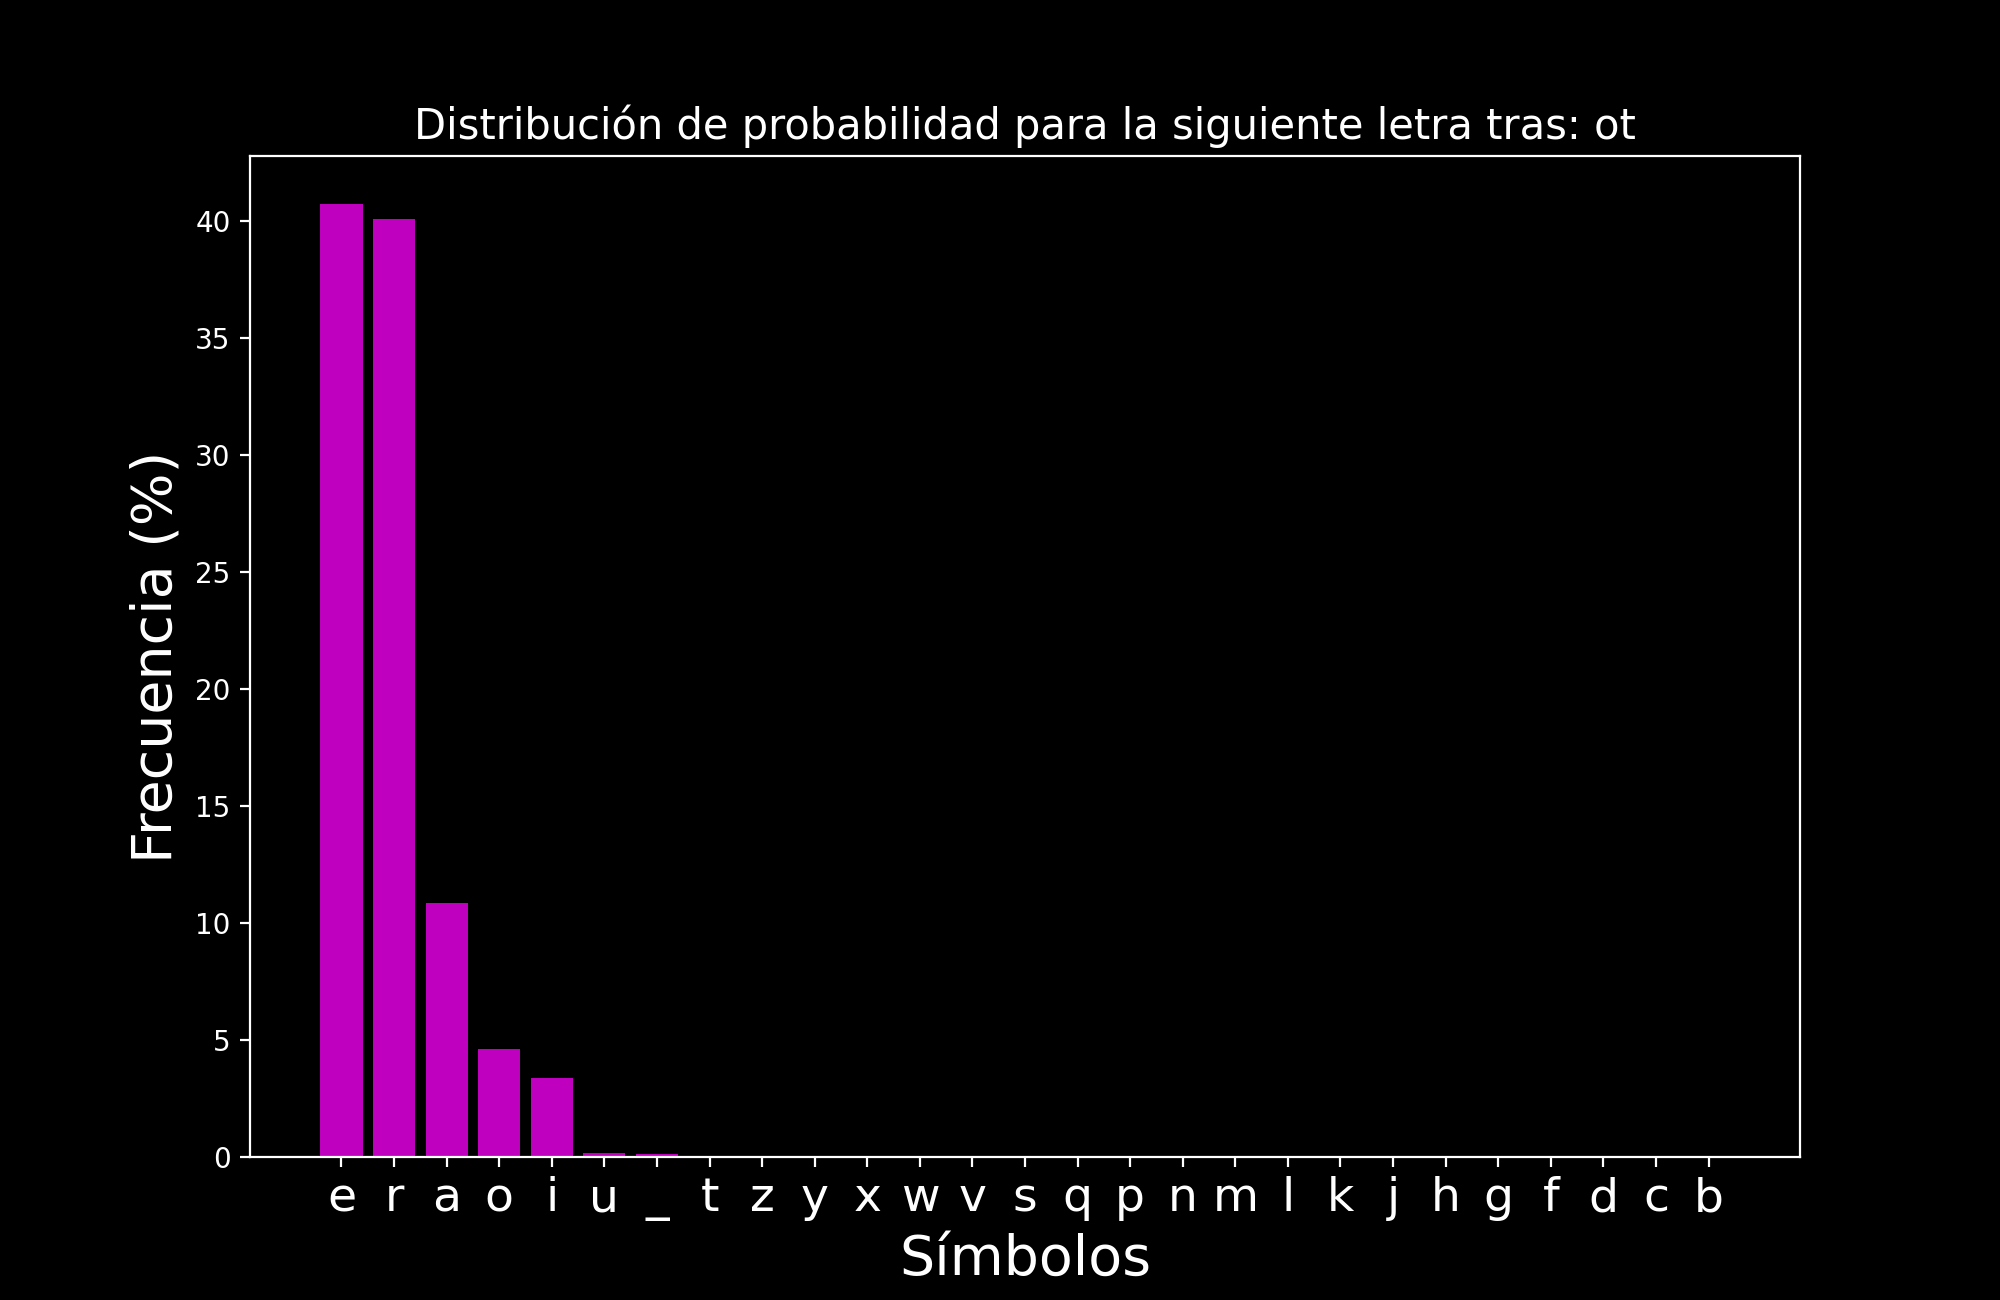 Distribución de probabilidad para la siguiente letra tras: ot
40
35
30
25
20
15
10
5
0
Frecuencia (%)
e r a o i u _ t z y x w v s q p n m l k j h g f d c b
Símbolos